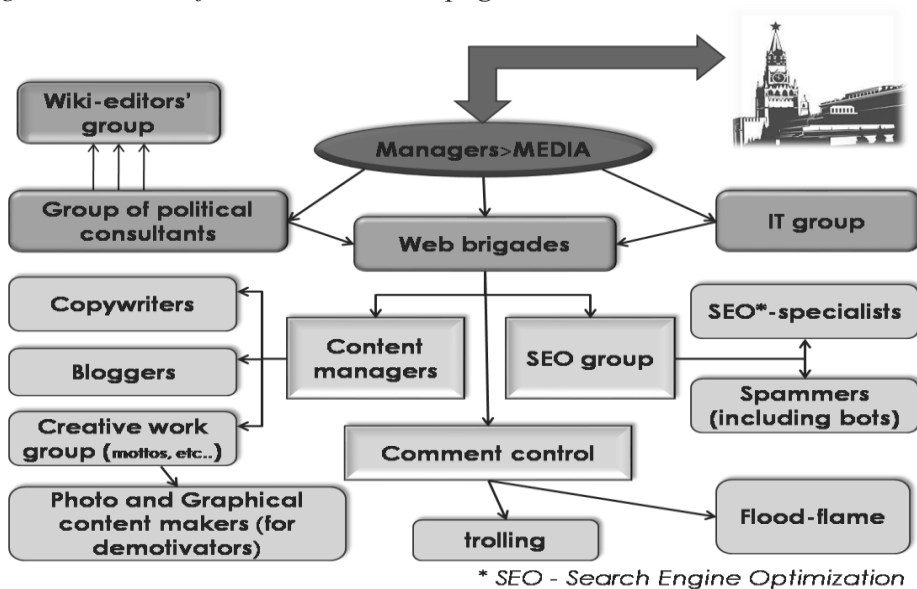 Wiki-editors'
group
Managers>MEDIA
Group of political
consultants
Web brigades
IT group
Copywriters
Bloggers
Creative work
group (mottos, etc..)
Photo and Graphical
content makers (for
demotivators)
Content
managers
SEO group
SEO*-specialists
Spammers
(including bots)
Comment control
trolling
Flood-flame
* SEO - Search Engine Optimization